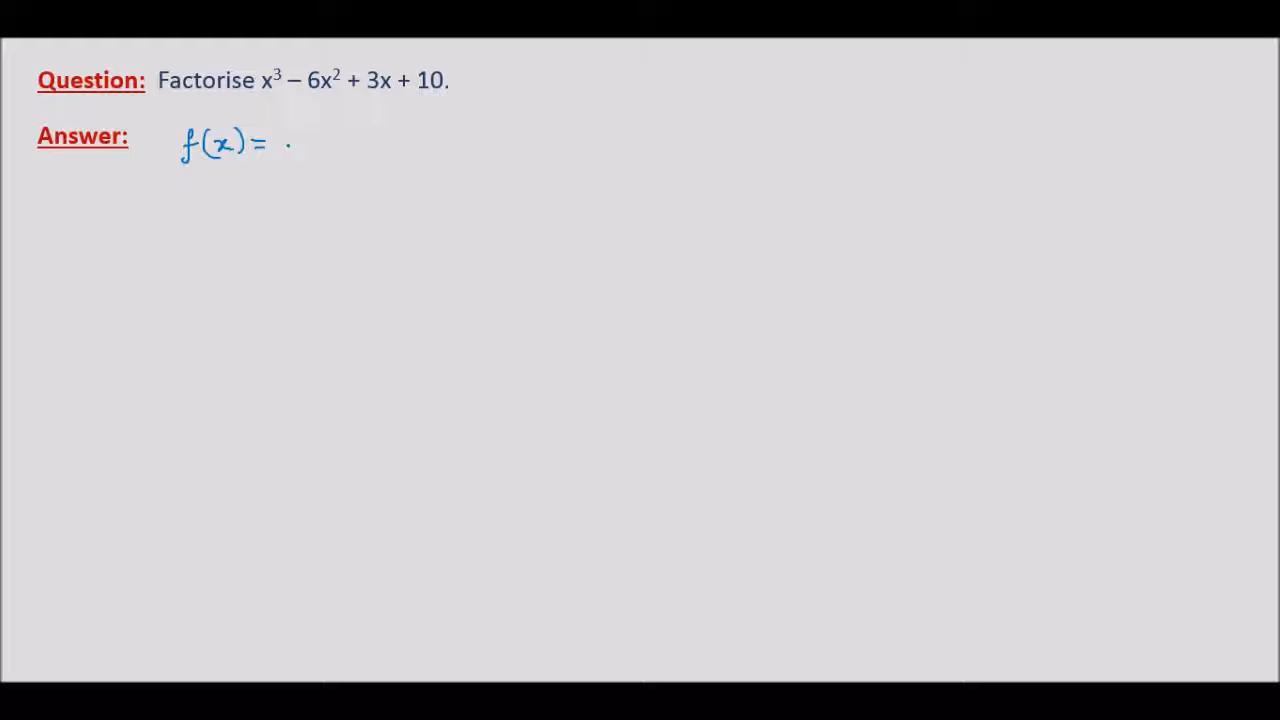 Question: Factorise x³ – 6x² + 3x + 10.
Answer: f(x) =